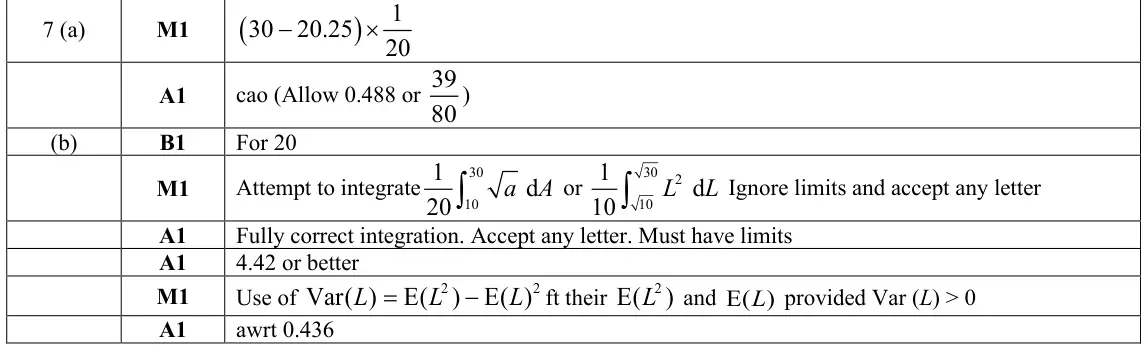 7 (a) M1 (30 − 20.25) × 1/20
A1 cao (Allow 0.488 or 39/80)
(b) B1 For 20
M1 Attempt to integrate 1/20 ∫₁₀³⁰ √a dA or 1/10 ∫_√10^√30 L² dL Ignore limits and accept any letter
A1 Fully correct integration. Accept any letter. Must have limits
A1 4.42 or better
M1 Use of Var(L) = E(L²) − E(L)² ft their E(L²) and E(L) provided Var (L) > 0
A1 awrt 0.436